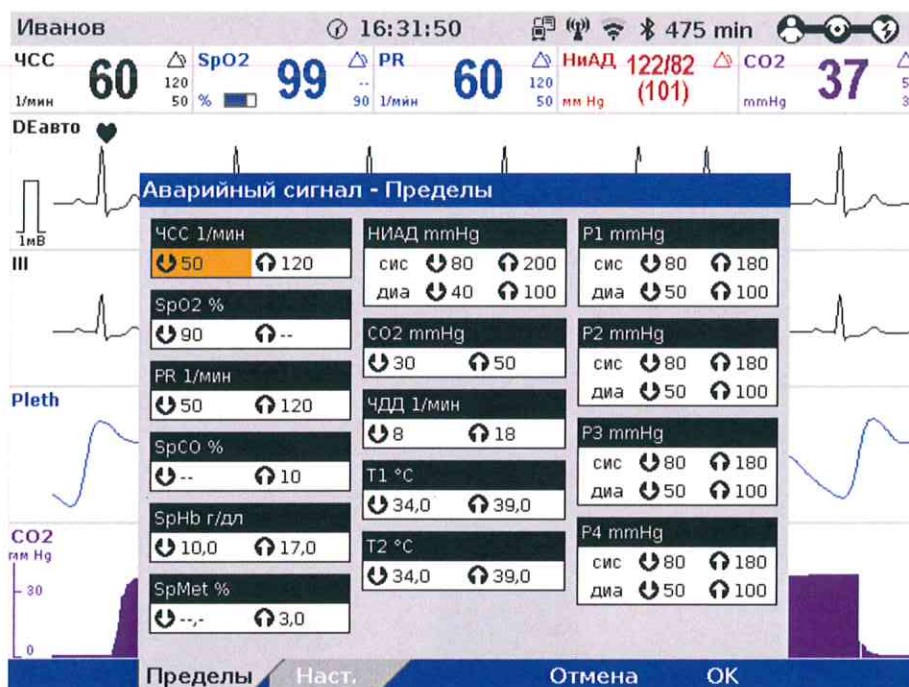 Иванов 16:31:50 475 min
ЧСС 60 120 50 1/мин
SpO2 99 -- 90 %
PR 60 120 50 1/мин
НиАД 122/82 (101) мм Hg
CO2 37 5 3 mmHg
DEавто
1мВ
III
Pleth
CO2
мм Hg
30
0
Аварийный сигнал - Пределы
ЧСС 1/мин
50 120
SpO2 %
90 --
PR 1/мин
50 120
SpCO %
-- 10
SpHb г/дл
10,0 17,0
SpMet %
--,- 3,0
НИАД mmHg
сис 80 200
диа 40 100
CO2 mmHg
30 50
ЧДД 1/мин
8 18
T1 °C
34,0 39,0
T2 °C
34,0 39,0
P1 mmHg
сис 80 180
диа 50 100
P2 mmHg
сис 80 180
диа 50 100
P3 mmHg
сис 80 180
диа 50 100
P4 mmHg
сис 80 180
диа 50 100
Пределы Наст. Отмена OK